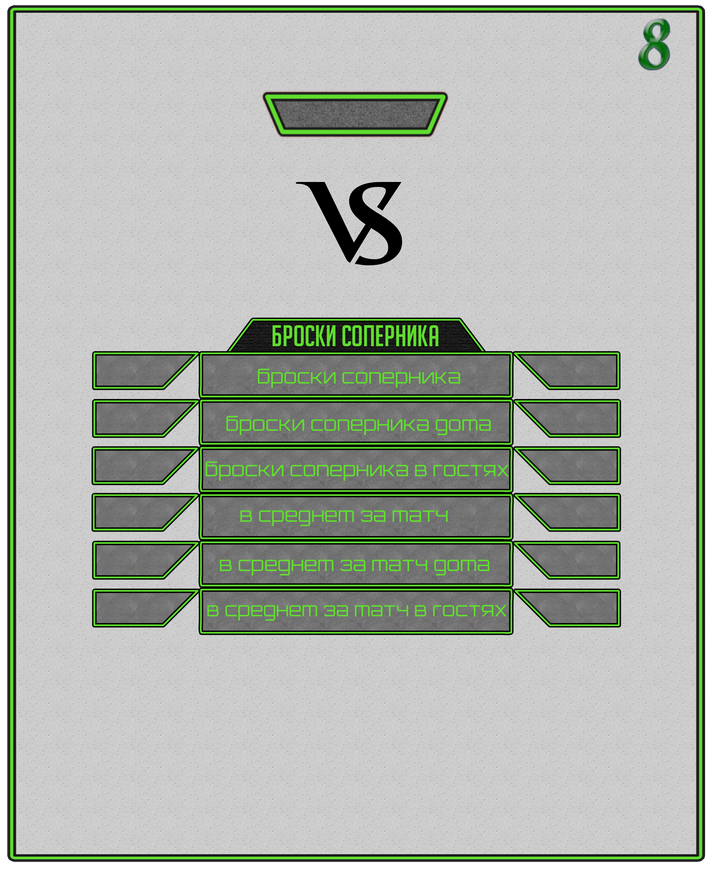 8
VS
БРОСКИ СОПЕРНИКА
Броски соперника
Броски соперника дома
Броски соперника в гостях
в среднем за матч
в среднем за матч дома
в среднем за матч в гостях